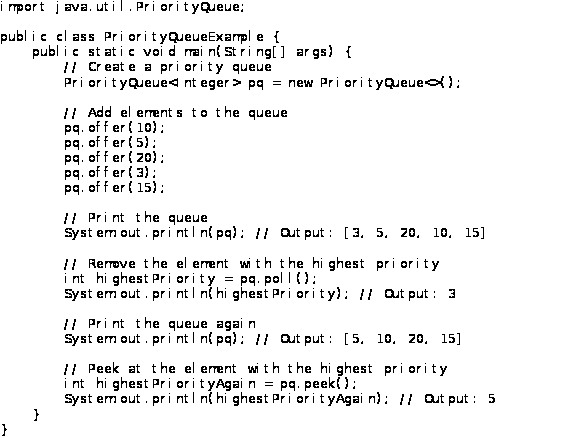 import java.util.PriorityQueue;

public class PriorityQueueExample {
    public static void main(String[] args) {
        // Create a priority queue
        PriorityQueue<Integer> pq = new PriorityQueue<>();

        // Add elements to the queue
        pq.offer(10);
        pq.offer(5);
        pq.offer(20);
        pq.offer(3);
        pq.offer(15);

        // Print the queue
        System.out.println(pq); // Output: [3, 5, 20, 10, 15]

        // Remove the element with the highest priority
        int highestPriority = pq.poll();
        System.out.println(highestPriority); // Output: 3

        // Print the queue again
        System.out.println(pq); // Output: [5, 10, 20, 15]

        // Peek at the element with the highest priority
        int highestPriorityAgain = pq.peek();
        System.out.println(highestPriorityAgain); // Output: 5
    }
}